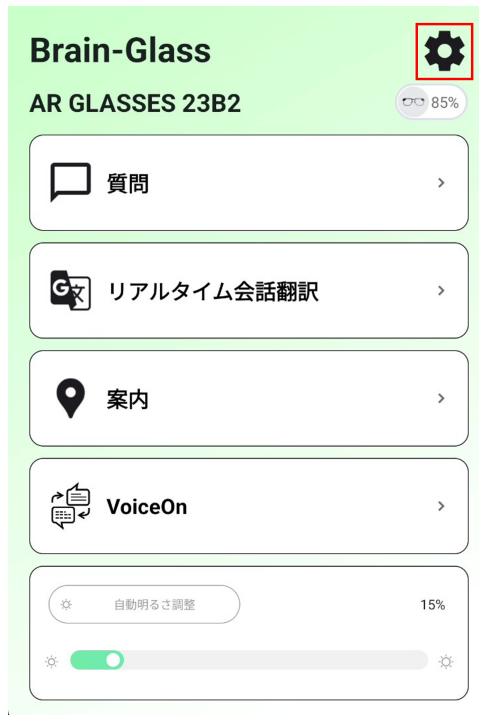 Brain-Glass
AR GLASSES 23B2
85%
質問
リアルタイム会話翻訳
案内
VoiceOn
自動明るさ調整
15%